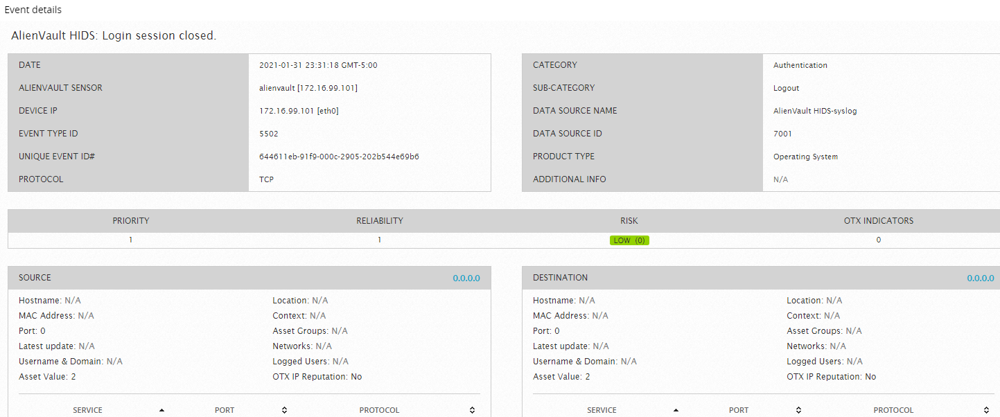 Event details
AlienVault HIDS: Login session closed.
DATE 2021-01-31 23:31:18 GMT-5:00
ALIENVAULT SENSOR alienvault [172.16.99.101]
DEVICE IP 172.16.99.101 [eth0]
EVENT TYPE ID 5502
UNIQUE EVENT ID# 644611eb-91f9-000c-2905-202b544e69b6
PROTOCOL TCP
CATEGORY Authentication
SUB-CATEGORY Logout
DATA SOURCE NAME AlienVault HIDS-syslog
DATA SOURCE ID 7001
PRODUCT TYPE Operating System
ADDITIONAL INFO N/A
PRIORITY RELIABILITY RISK OTX INDICATORS
1 1 LOW (0) 0
SOURCE 0.0.0.0
Hostname: N/A Location: N/A
MAC Address: N/A Context: N/A
Port: 0 Asset Groups: N/A
Latest update: N/A Networks: N/A
Username & Domain: N/A Logged Users: N/A
Asset Value: 2 OTX IP Reputation: No
SERVICE PORT PROTOCOL
DESTINATION 0.0.0.0
Hostname: N/A Location: N/A
MAC Address: N/A Context: N/A
Port: 0 Asset Groups: N/A
Latest update: N/A Networks: N/A
Username & Domain: N/A Logged Users: N/A
Asset Value: 2 OTX IP Reputation: No
SERVICE PORT PROTOCOL